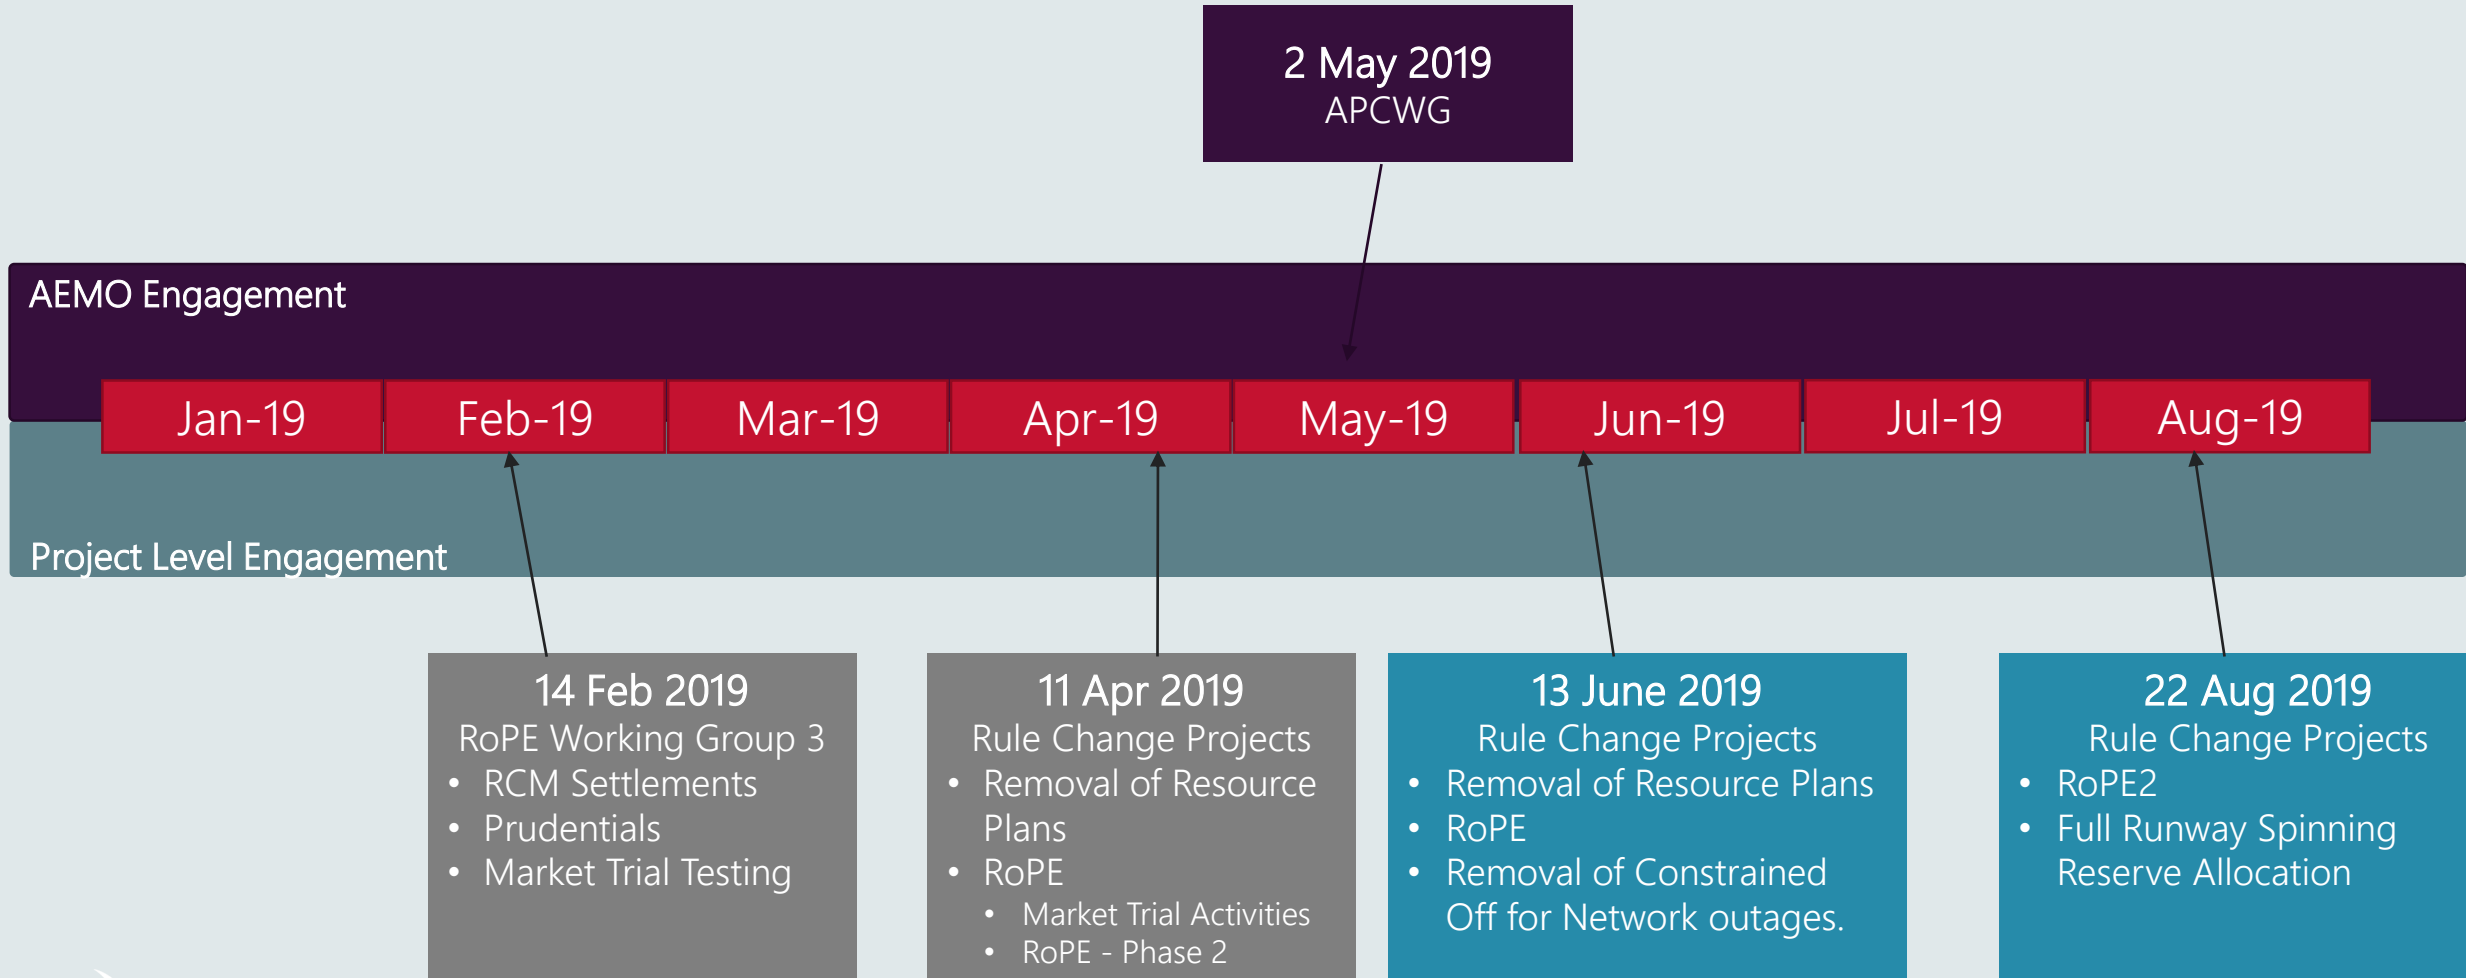 2 May 2019
APCWG
AEMO Engagement
Jan-19
Feb-19
Mar-19
Apr-19
May-19
Jun-19
Jul-19
Aug-19
Project Level Engagement
14 Feb 2019
RoPE Working Group 3
• RCM Settlements
• Prudentials
• Market Trial Testing
11 Apr 2019
Rule Change Projects
• Removal of Resource
Plans
• RoPE
• Market Trial Activities
• RoPE - Phase 2
13 June 2019
Rule Change Projects
• Removal of Resource Plans
• RoPE
• Removal of Constrained
Off for Network outages.
22 Aug 2019
Rule Change Projects
• RoPE2
• Full Runway Spinning
Reserve Allocation